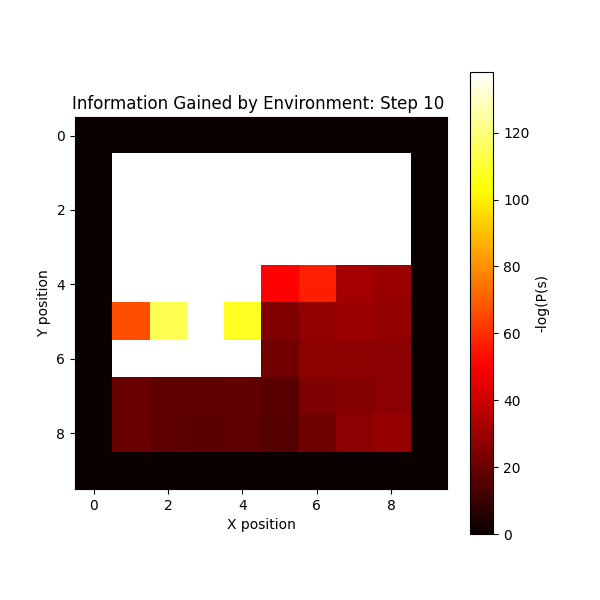 Information Gained by Environment: Step 10
0
2
4
6
8
Y position
0 2 4 6 8
X position
120
100
80
60
40
20
0
-log(P(s)